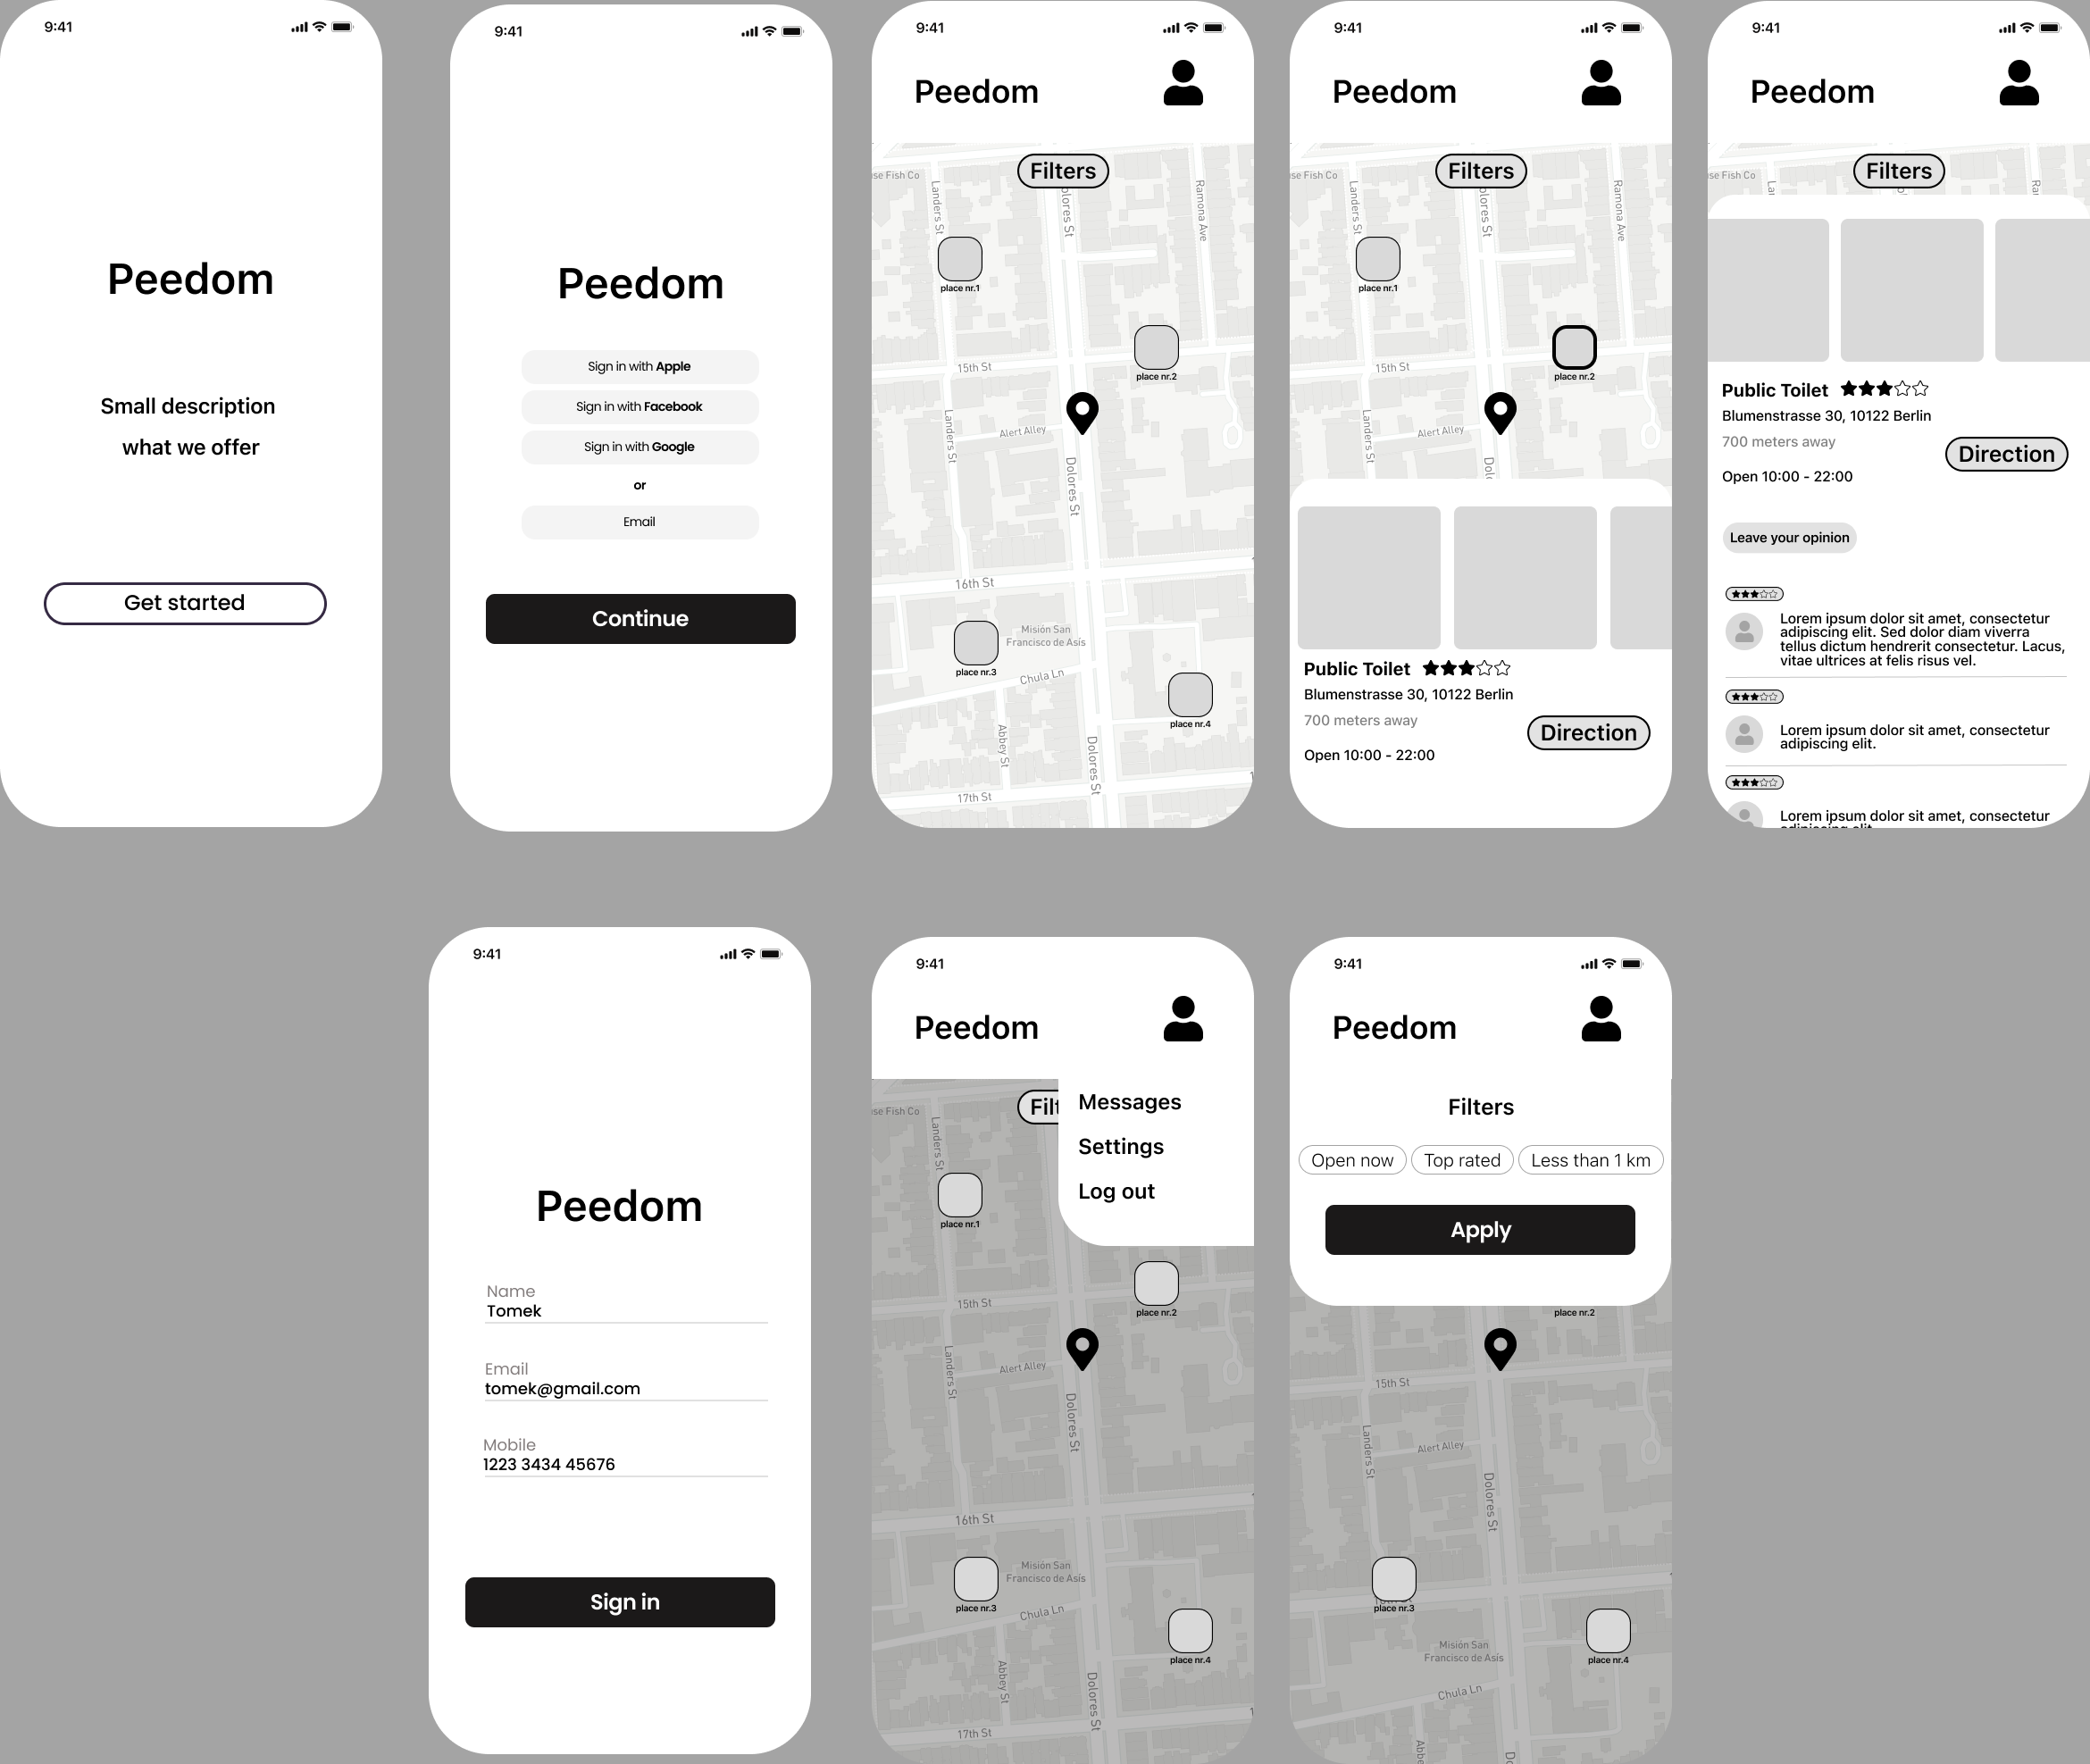 9:41
Peedom
Small description
what we offer
Get started
9:41
Peedom
Sign in with Apple
Sign in with Facebook
Sign in with Google
or
Email
Continue
9:41
Peedom
Filters
se Fish Co
Landers St
Dolores St
Ramona Ave
place nr.1
place nr.2
15th St
Landers St
Alert Alley
Dolores St
16th St
Misión San
Francisco de Asís
place nr.3
Chula Ln
place nr.4
Abbey St
Dolores St
17th St
9:41
Peedom
Filters
se Fish Co
Landers St
Dolores St
Ramona Ave
place nr.1
place nr.2
15th St
Landers St
Alert Alley
Public Toilet
Blumenstrasse 30, 10122 Berlin
700 meters away
Direction
Open 10:00 - 22:00
9:41
Peedom
Filters
se Fish Co
Public Toilet
Blumenstrasse 30, 10122 Berlin
700 meters away
Direction
Open 10:00 - 22:00
Leave your opinion
Lorem ipsum dolor sit amet, consectetur
adipiscing elit. Sed dolor diam viverra
tellus dictum hendrerit consectetur. Lacus,
vitae ultrices at felis risus vel.
Lorem ipsum dolor sit amet, consectetur
adipiscing elit.
Lorem ipsum dolor sit amet, consectetur
adipiscing elit.
9:41
Peedom
Name
Tomek
Email
tomek@gmail.com
Mobile
1223 3434 45676
Sign in
9:41
Peedom
Messages
Settings
Log out
Filt
se Fish Co
Landers St
place nr.1
place nr.2
15th St
Landers St
Alert Alley
Dolores St
16th St
Misión San
Francisco de Asís
place nr.3
Chula Ln
place nr.4
Abbey St
Dolores St
17th St
9:41
Peedom
Filters
Open now
Top rated
Less than 1 km
Apply
place nr.2
15th St
Landers St
Alert Alley
Dolores St
place nr.3
Misión San
Francisco de Asís
place nr.4
Chula Ln
Abbe
Do